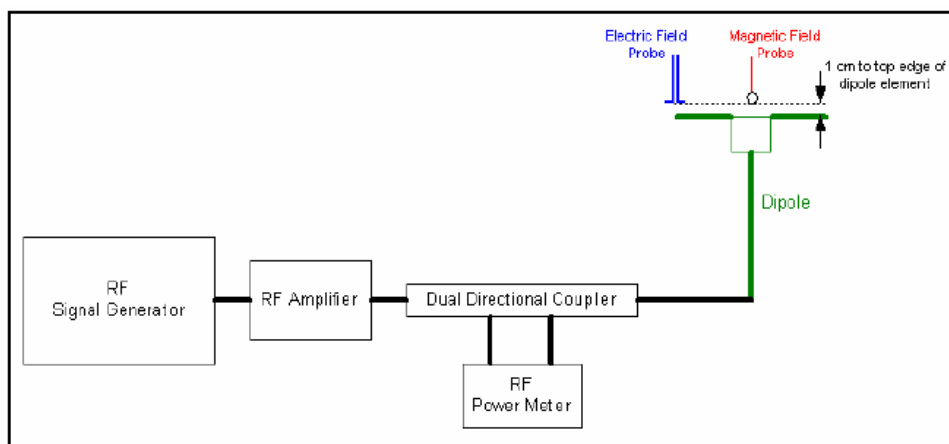 Electric Field
Probe
Magnetic Field
Probe
1 cm to top edge of
dipole element
Dipole
RF
Signal Generator
RF Amplifier
Dual Directional Coupler
RF
Power Meter